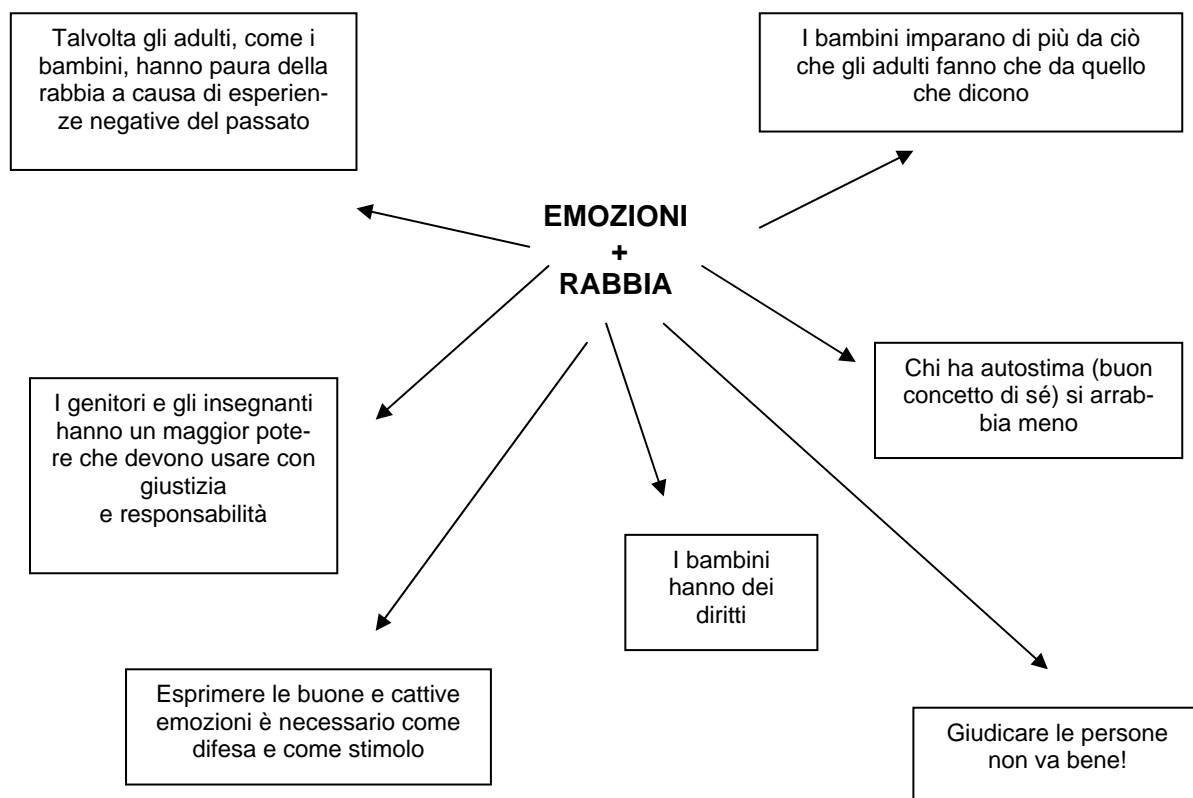 Talvolta gli adulti, come i
bambini, hanno paura della
rabbia a causa di esperien-
ze negative del passato
I bambini imparano di più da ciò
che gli adulti fanno che da quello
che dicono
EMOZIONI
+
RABBIA
Chi ha autostima (buon
concetto di sé) si arrab-
bia meno
I genitori e gli insegnanti
hanno un maggior pote-
re che devono usare con
giustizia
e responsabilità
I bambini
hanno dei
diritti
Esprimere le buone e cattive
emozioni è necessario come
difesa e come stimolo
Giudicare le persone
non va bene!